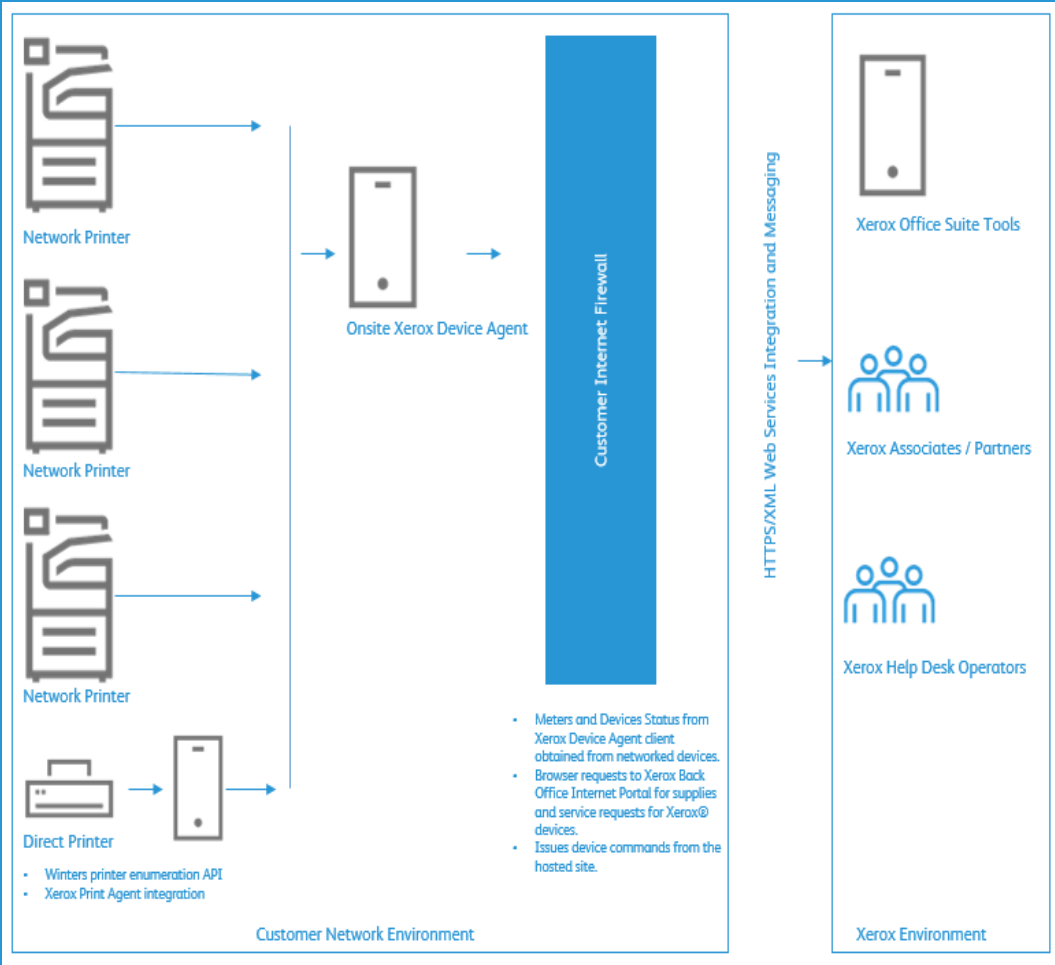 Network Printer
Network Printer
Network Printer
Direct Printer
• Winters printer enumeration API
• Xerox Print Agent integration
Onsite Xerox Device Agent
Customer Internet Firewall
• Meters and Devices Status from
Xerox Device Agent client
obtained from networked devices.
• Browser requests to Xerox Back
Office Internet Portal for supplies
and service requests for Xerox®
devices.
• Issues device commands from the
hosted site.
Customer Network Environment
HTTPS/XML Web Services Integration and Messaging
Xerox Office Suite Tools
Xerox Associates / Partners
Xerox Help Desk Operators
Xerox Environment